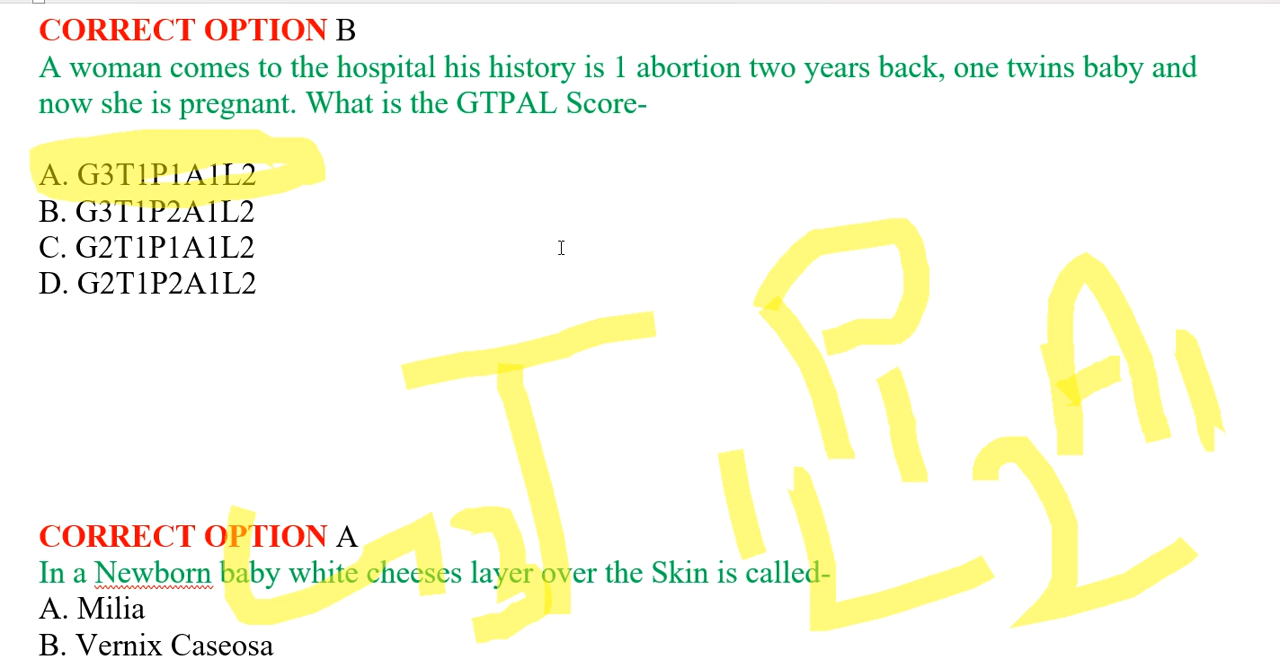 CORRECT OPTION B
A woman comes to the hospital his history is 1 abortion two years back, one twins baby and
now she is pregnant. What is the GTPAL Score-
A. G3T1P1A1L2
B. G3T1P2A1L2
C. G2T1P1A1L2
D. G2T1P2A1L2
G3 T1 P1 A1
L2
CORRECT OPTION A
In a Newborn baby white cheeses layer over the Skin is called-
A. Milia
B. Vernix Caseosa